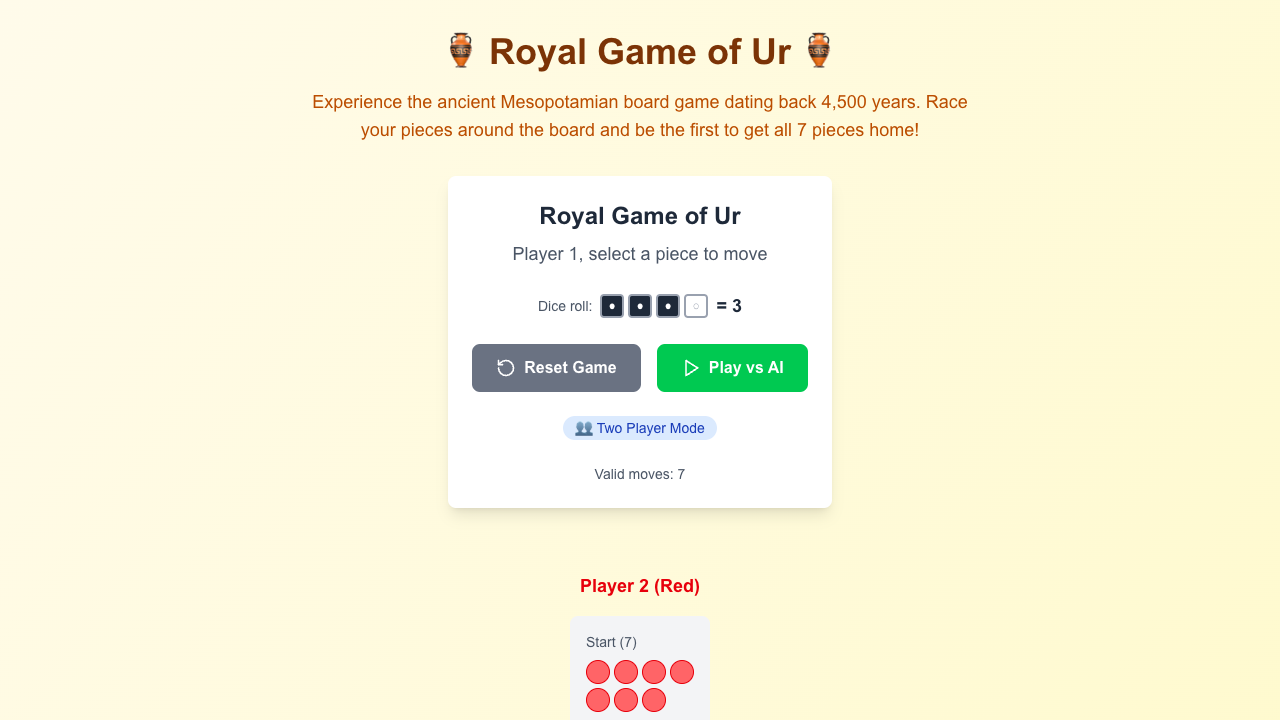 🏺 Royal Game of Ur 🏺
Experience the ancient Mesopotamian board game dating back 4,500 years. Race
your pieces around the board and be the first to get all 7 pieces home!
Royal Game of Ur
Player 1, select a piece to move
Dice roll: ● ● ● ○ = 3
Reset Game
Play vs AI
👥 Two Player Mode
Valid moves: 7
Player 2 (Red)
Start (7)